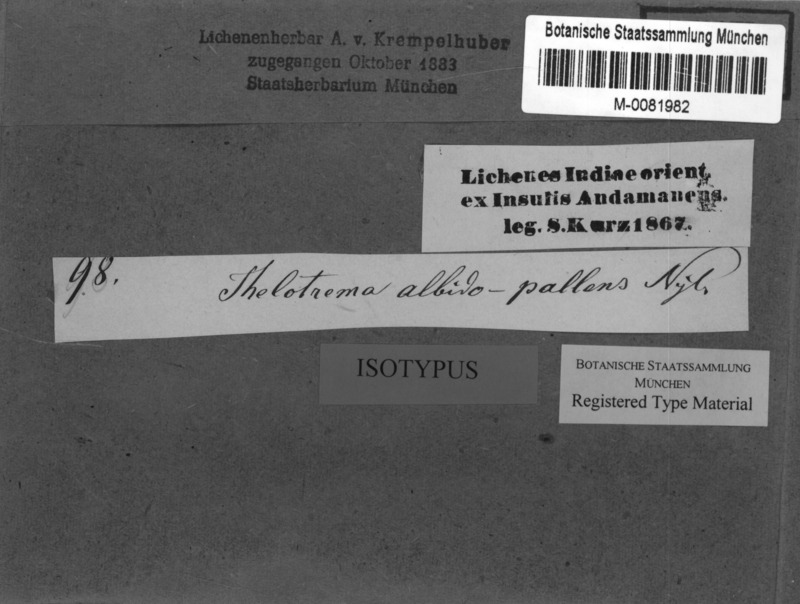 Lichenenherbar A. v. Krempelhuber
zugegangen Oktober 1883
Staatsherbarium München
Botanische Staatssammlung München
M-0081982
Lichenes Indiae orient.
ex Insulis Andamanens.
leg. S. Kurz 1867.
98.
Thelotrema albido-pallens Nyl.
ISOTYPUS
BOTANISCHE STAATSSAMMLUNG
MÜNCHEN
Registered Type Material